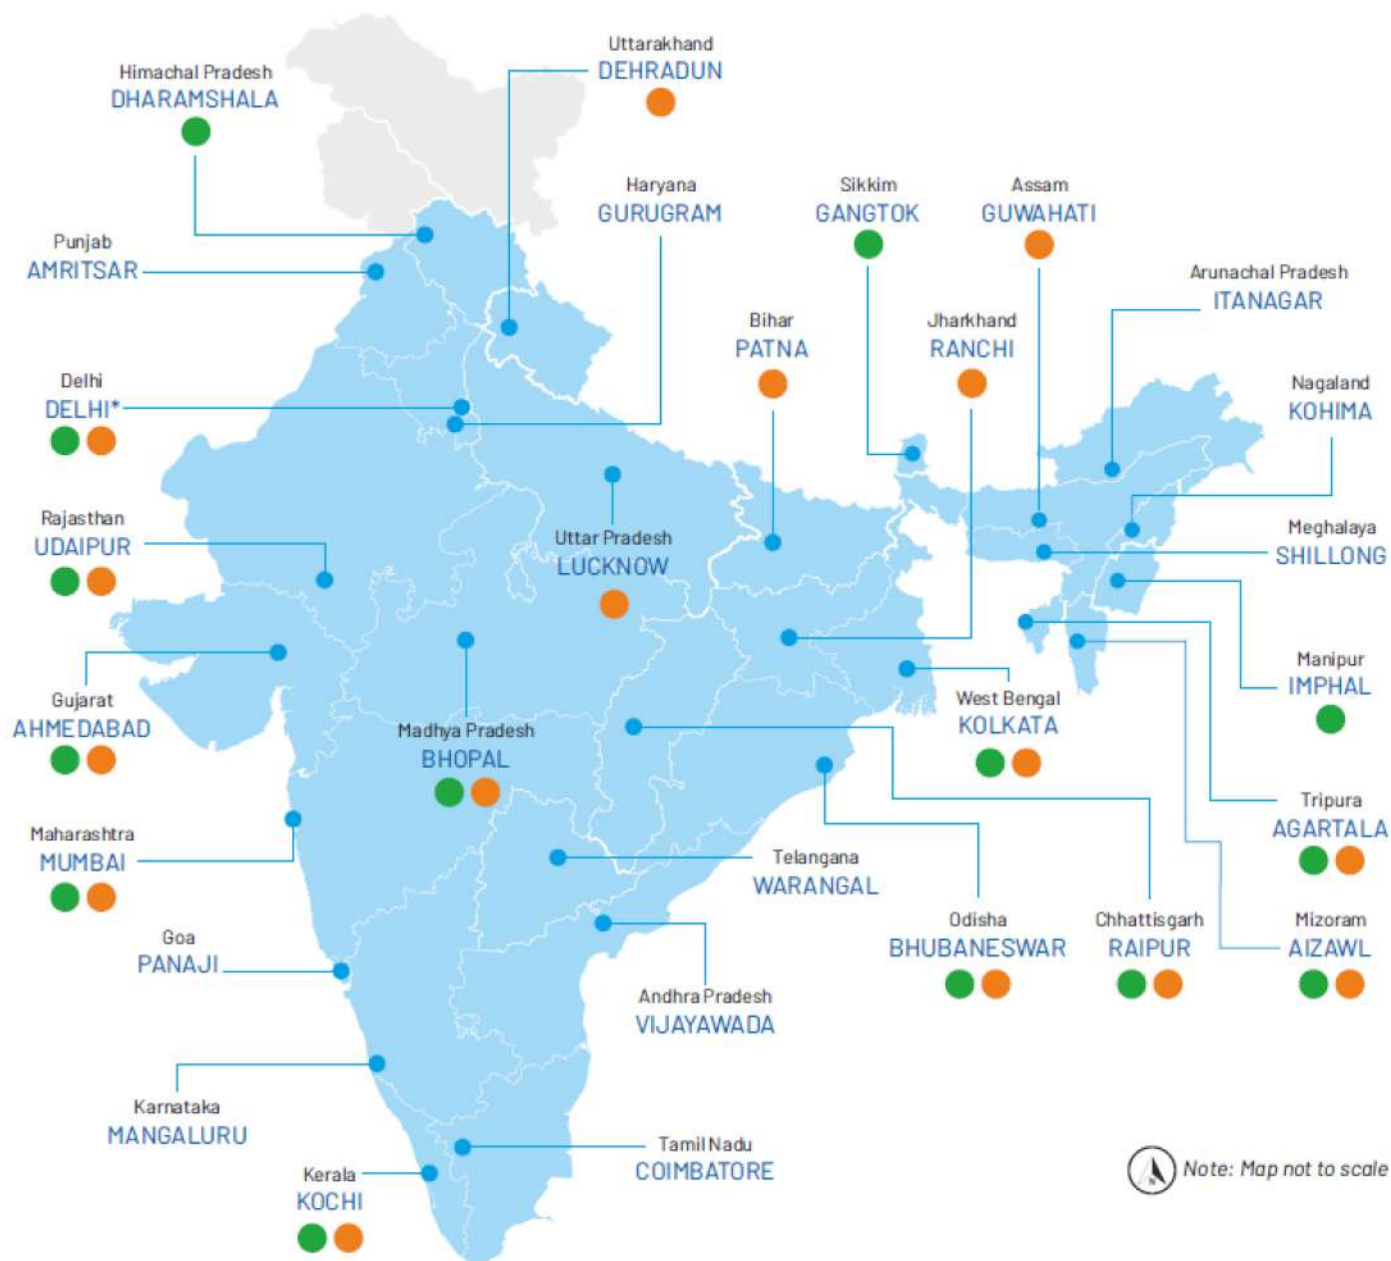 Uttarakhand
DEHRADUN
Himachal Pradesh
DHARAMSHALA
Haryana
GURUGRAM
Sikkim
GANGTOK
Assam
GUWAHATI
Punjab
AMRITSAR
Arunachal Pradesh
ITANAGAR
Bihar
PATNA
Jharkhand
RANCHI
Delhi
DELHI*
Nagaland
KOHIMA
Rajasthan
UDAIPUR
Uttar Pradesh
LUCKNOW
Meghalaya
SHILLONG
Gujarat
AHMEDABAD
Madhya Pradesh
BHOPAL
West Bengal
KOLKATA
Manipur
IMPHAL
Maharashtra
MUMBAI
Telangana
WARANGAL
Tripura
AGARTALA
Goa
PANAJI
Odisha
BHUBANESWAR
Chhattisgarh
RAIPUR
Mizoram
AIZAWL
Andhra Pradesh
VIJAYAWADA
Karnataka
MANGALURU
Tamil Nadu
COIMBATORE
Kerala
KOCHI
N
Note: Map not to scale